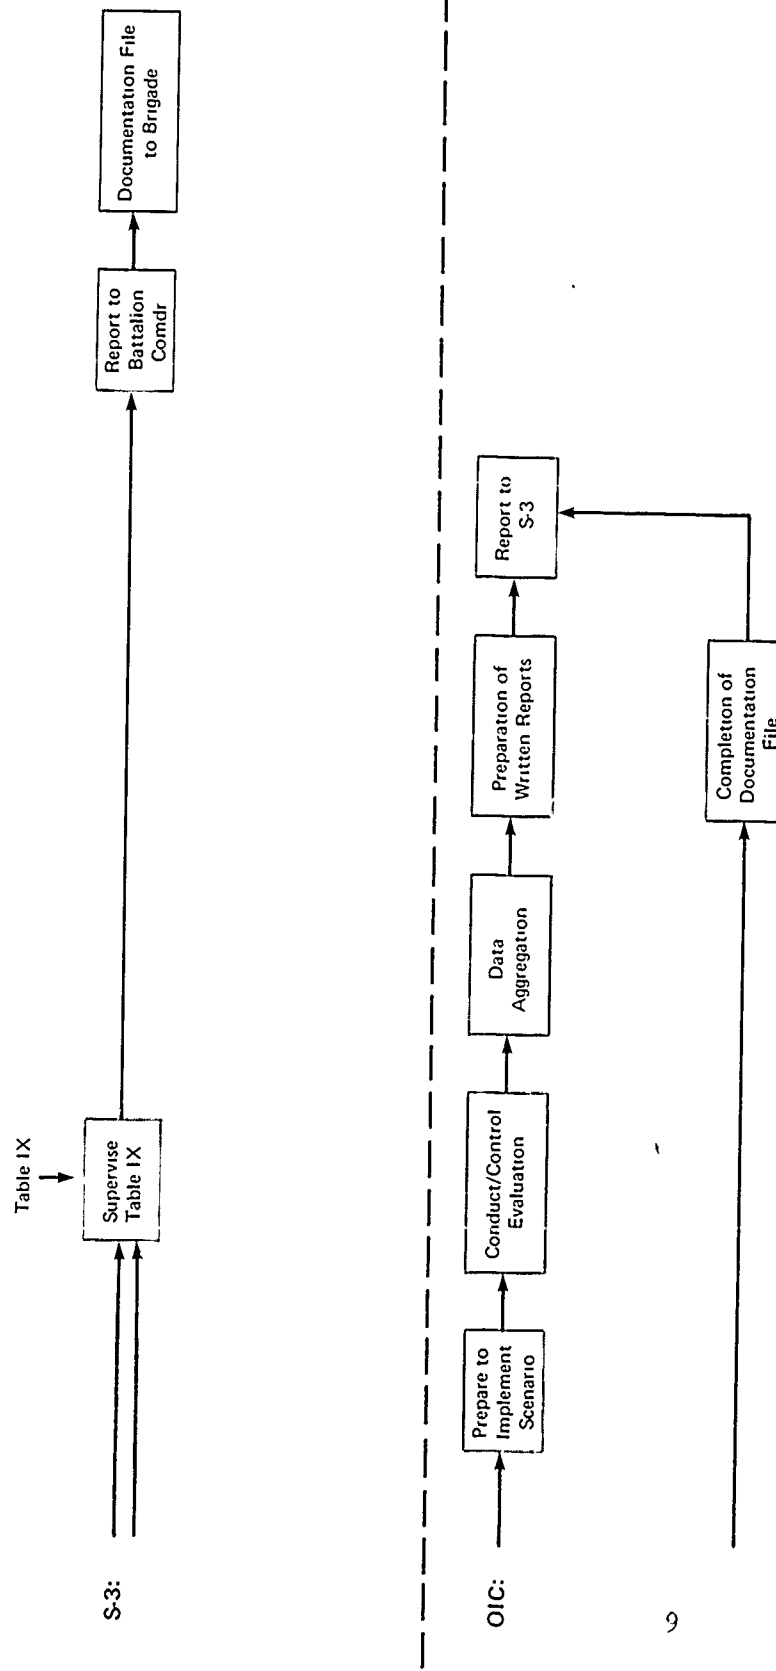 S-3:
Table IX
Supervise
Table IX
Report to
Battalion
Comdr
Documentation File
to Brigade
OIC:
Prepare to
Implement
Scenario
Conduct/Control
Evaluation
Data
Aggregation
Preparation of
Written Reports
Report to
S-3
Completion of
Documentation
File
9